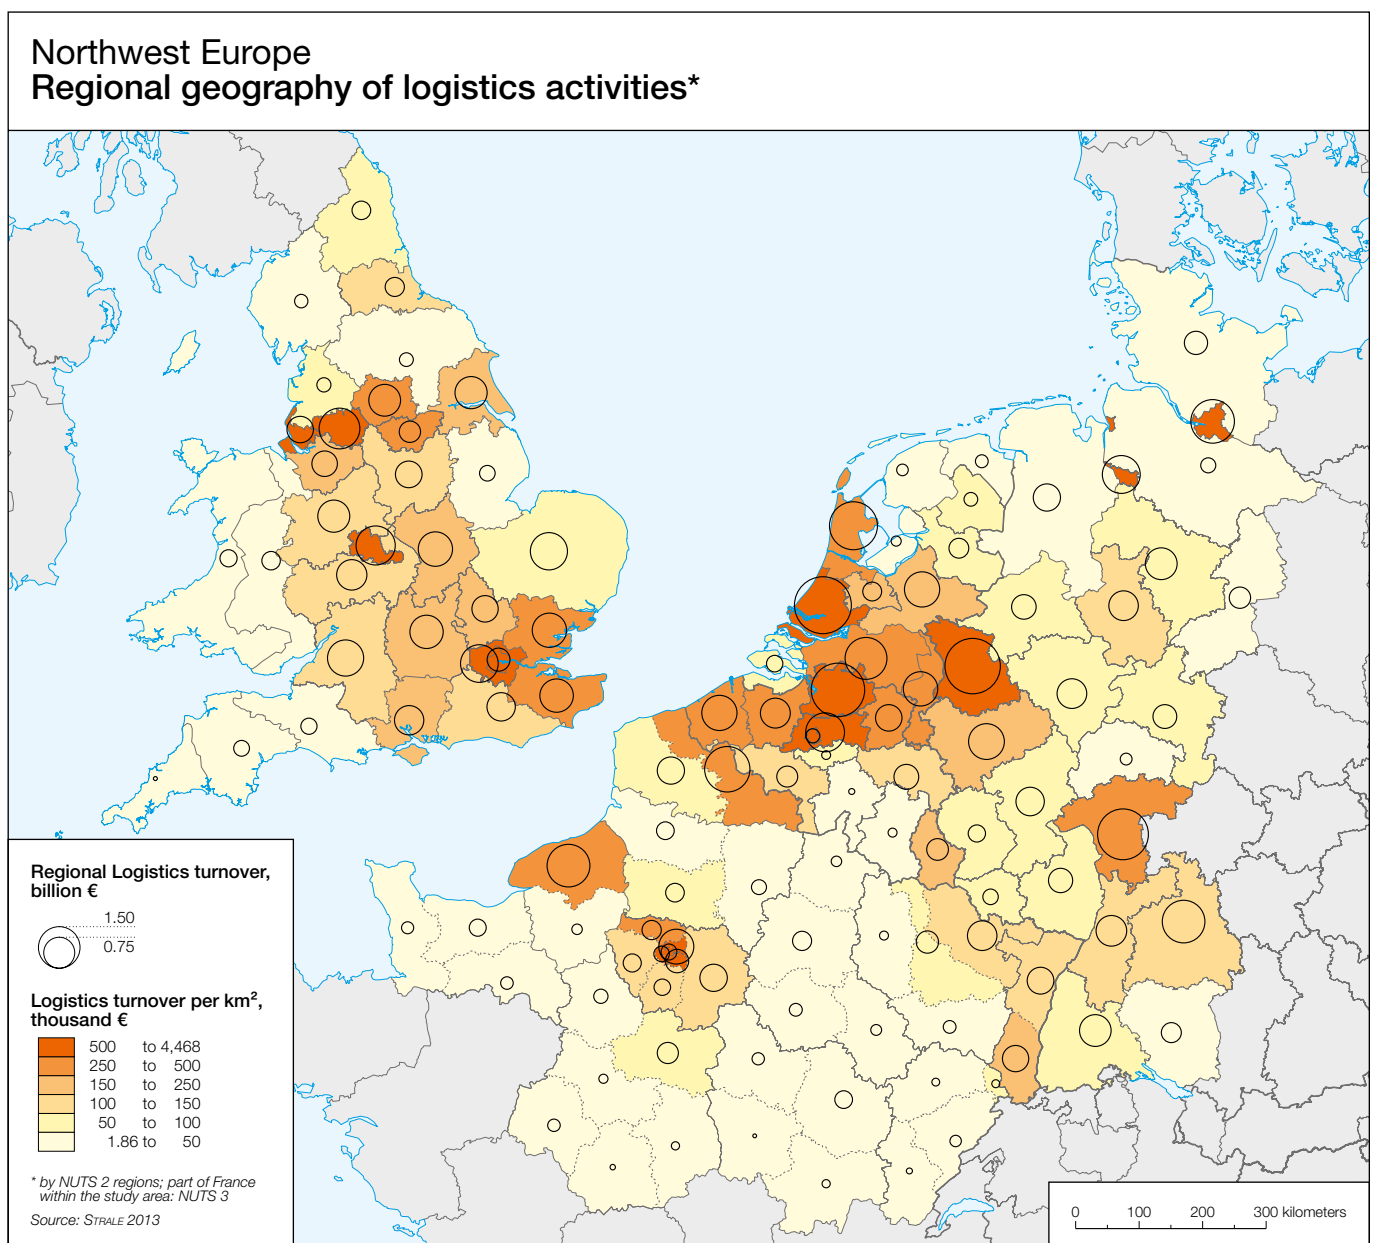 Northwest Europe
Regional geography of logistics activities*
Regional Logistics turnover,
billion €
1.50
0.75
Logistics turnover per km²,
thousand €
500 to 4,468
250 to 500
150 to 250
100 to 150
50 to 100
1.86 to 50
* by NUTS 2 regions; part of France
within the study area: NUTS 3
Source: STRALE 2013
0 100 200 300 kilometers